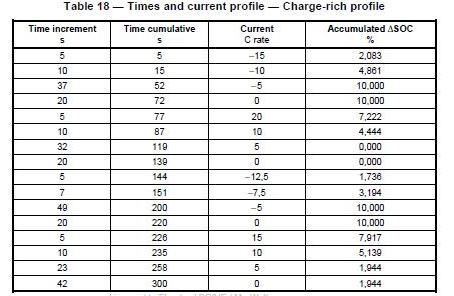 Table 18 — Times and current profile — Charge-rich profile
Time increment Time cumulative Current Accumulated ΔSOC
s s C rate %
5 5 –15 2,083
10 15 –10 4,861
37 52 –5 10,000
20 72 0 10,000
5 77 20 7,222
10 87 10 4,444
32 119 5 0,000
20 139 0 0,000
5 144 –12,5 1,736
7 151 –7,5 3,194
49 200 –5 10,000
20 220 0 10,000
5 226 15 7,917
10 235 10 5,139
23 258 5 1,944
42 300 0 1,944